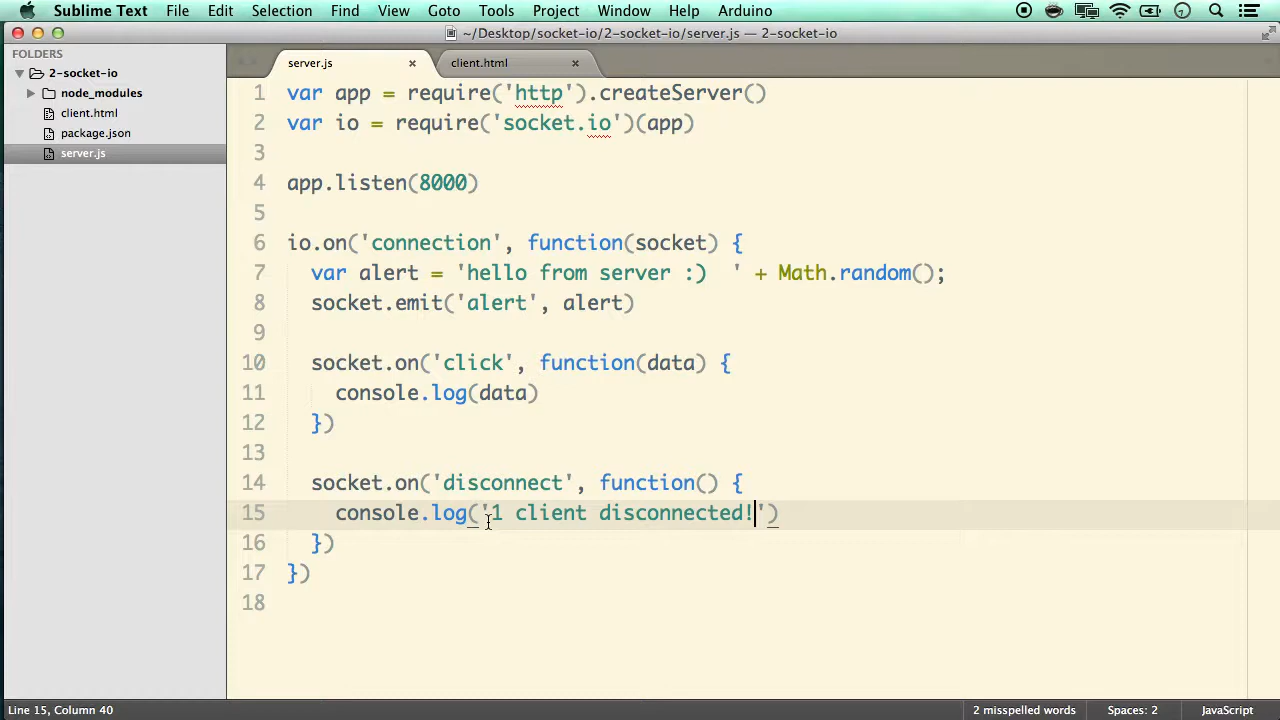 Sublime Text File Edit Selection Find View Goto Tools Project Window Help Arduino
~/Desktop/socket-io/2-socket-io/server.js — 2-socket-io
FOLDERS
2-socket-io
node_modules
client.html
package.json
server.js
server.js × client.html ×
1 var app = require('http').createServer()
2 var io = require('socket.io')(app)
3
4 app.listen(8000)
5
6 io.on('connection', function(socket) {
7   var alert = 'hello from server :)  ' + Math.random();
8   socket.emit('alert', alert)
9
10   socket.on('click', function(data) {
11     console.log(data)
12   })
13
14   socket.on('disconnect', function() {
15     console.log('1 client disconnected!')
16   })
17 })
18
Line 15, Column 40 2 misspelled words Spaces: 2 JavaScript